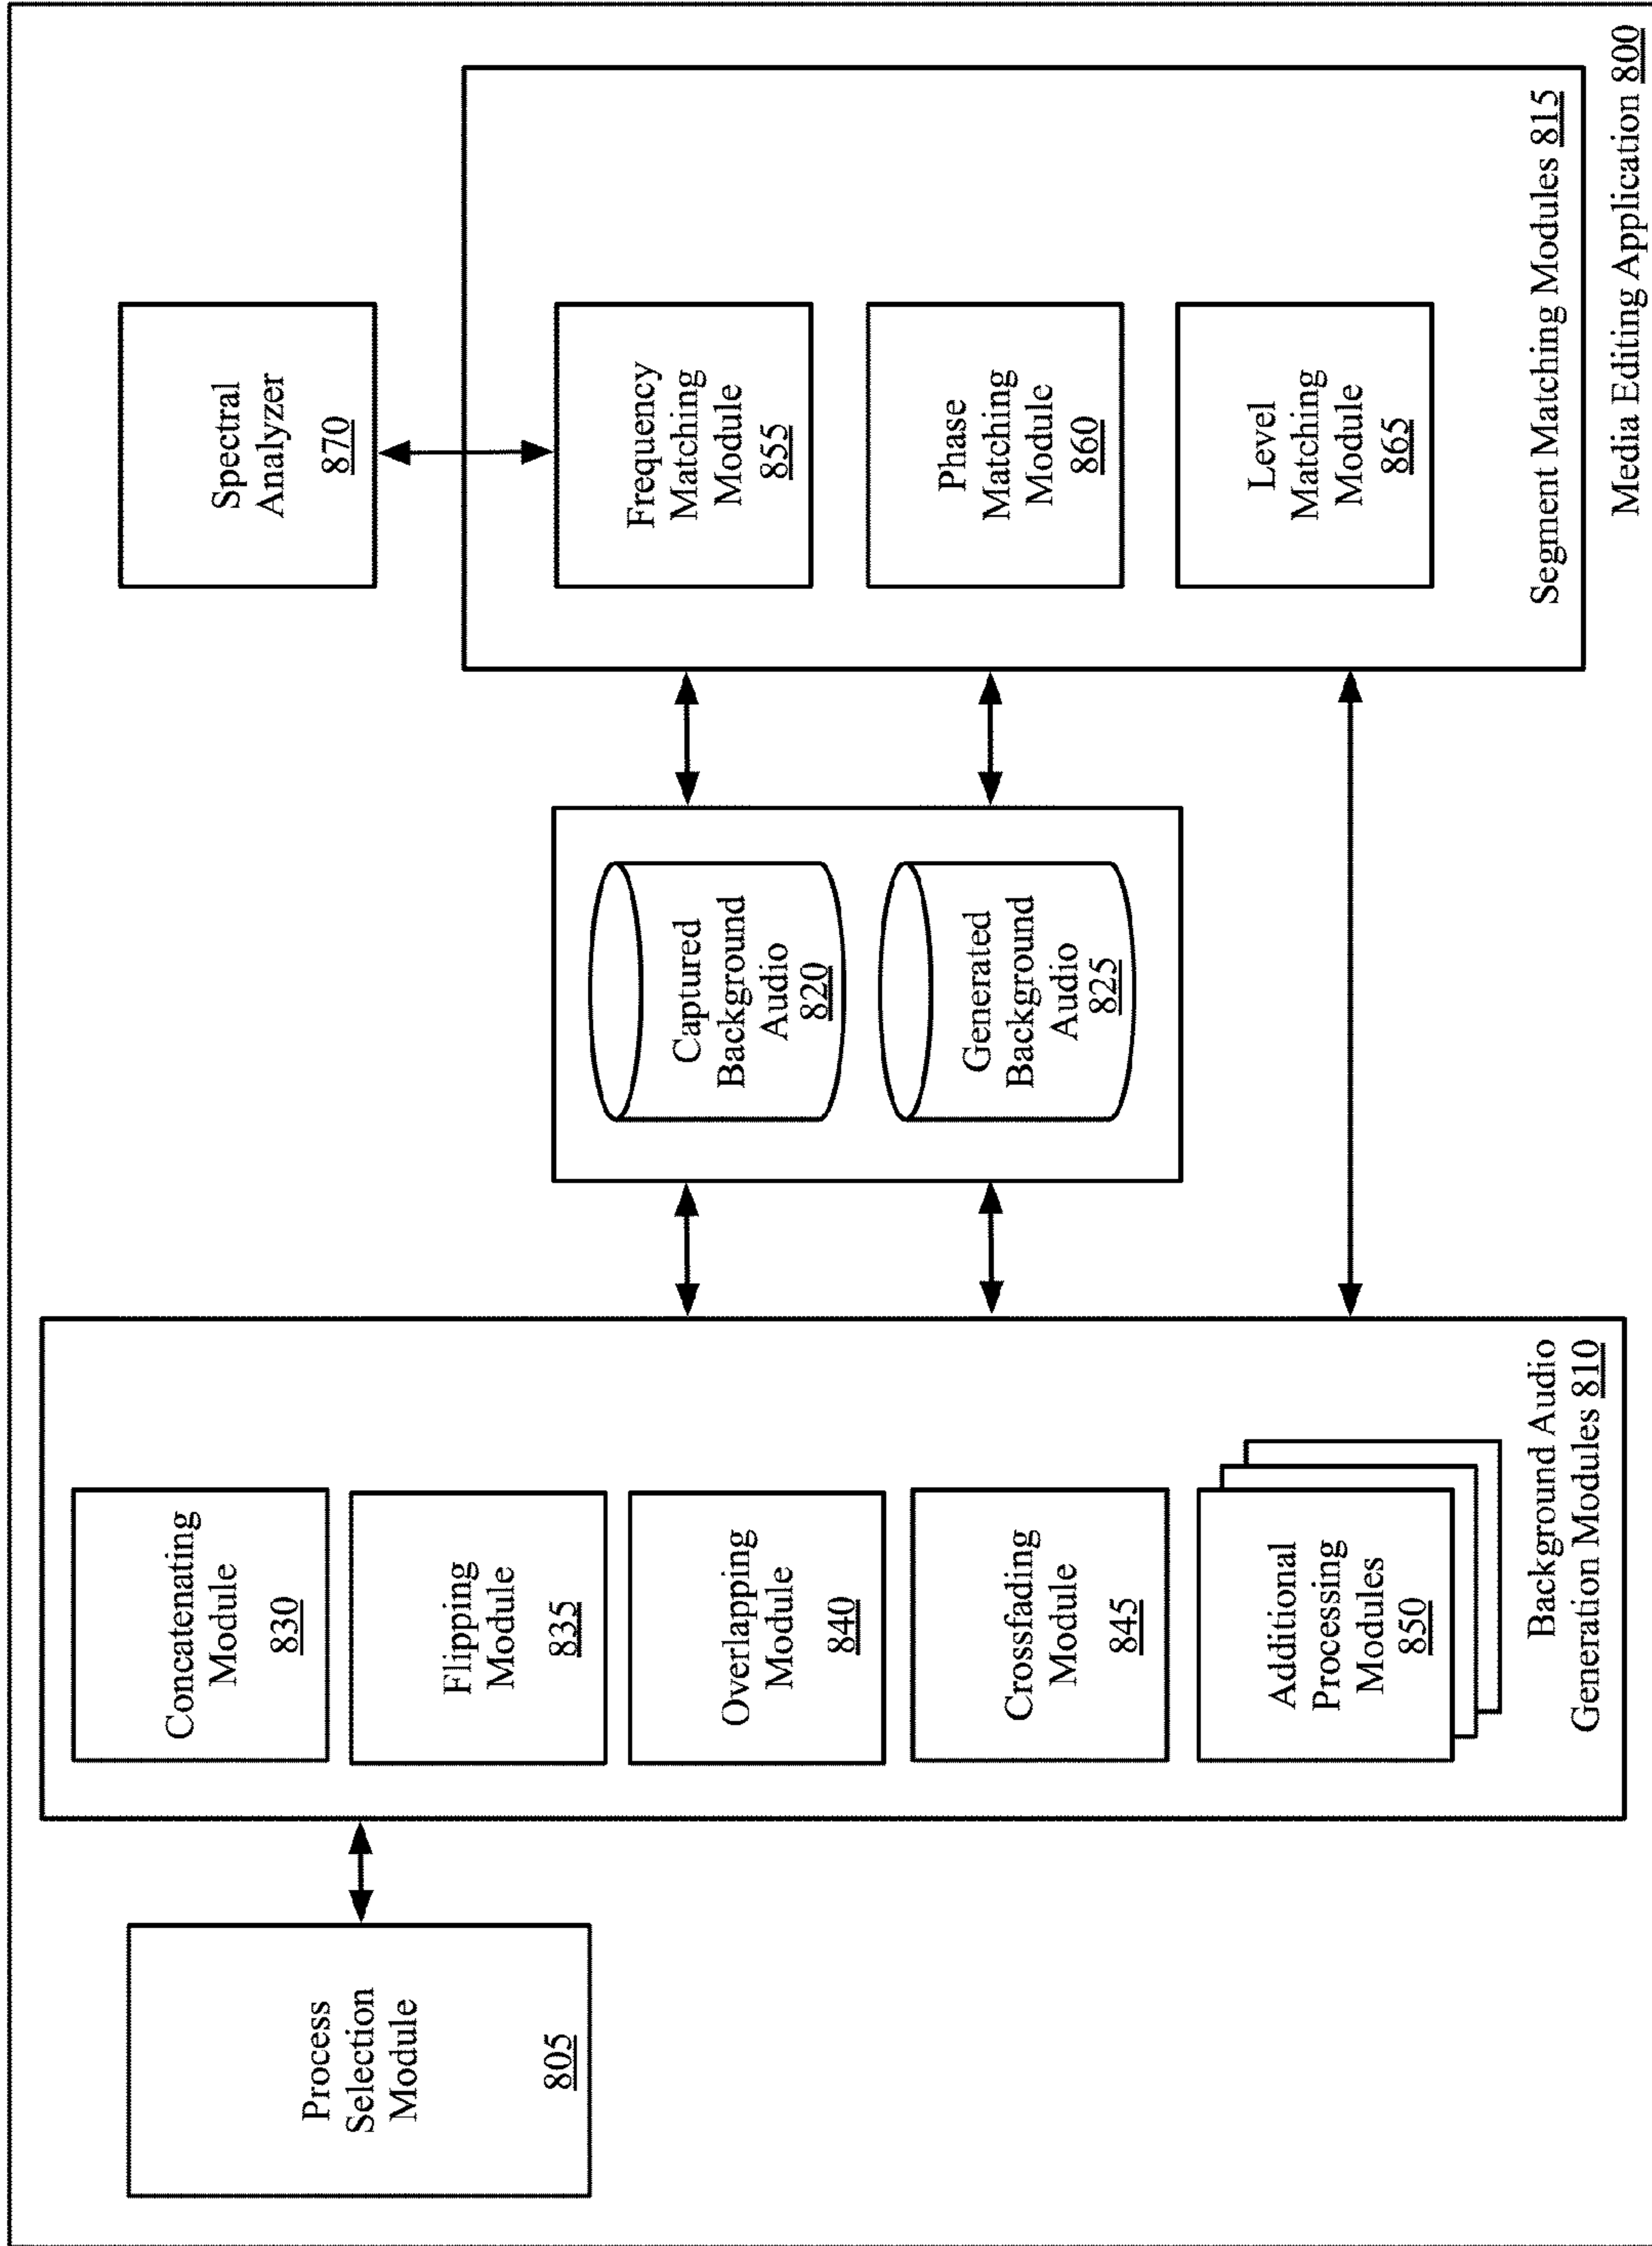 Process
Selection
Module
805
Concatenating
Module
830
Flipping
Module
835
Overlapping
Module
840
Crossfading
Module
845
Additional
Processing
Modules
850
Background Audio
Generation Modules 810
Captured
Background
Audio
820
Generated
Background
Audio
825
Spectral
Analyzer
870
Frequency
Matching
Module
855
Phase
Matching
Module
860
Level
Matching
Module
865
Segment Matching Modules 815
Media Editing Application 800